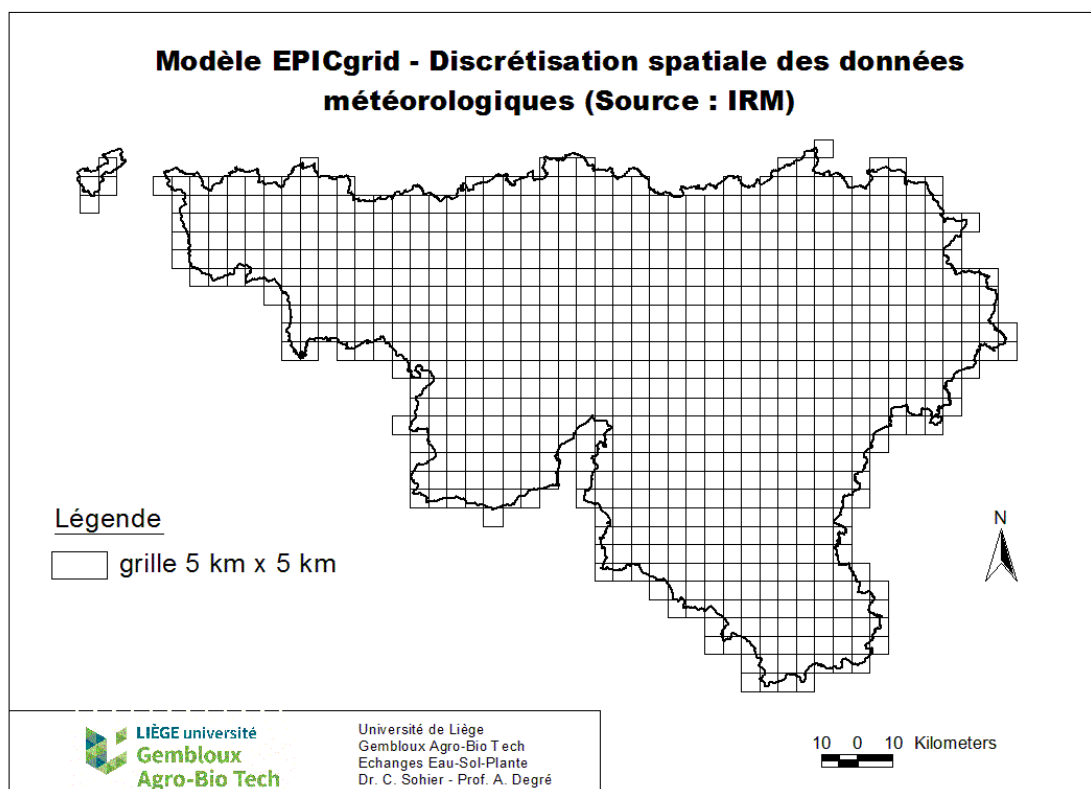 Modèle EPICgrid - Discrétisation spatiale des données
météorologiques (Source : IRM)
Légende
grille 5 km x 5 km
N
LIÈGE université
Gembloux
Agro-Bio Tech
Université de Liège
Gembloux Agro-Bio Tech
Echanges Eau-Sol-Plante
Dr. C. Sohier - Prof. A. Degré
10 0 10 Kilometers